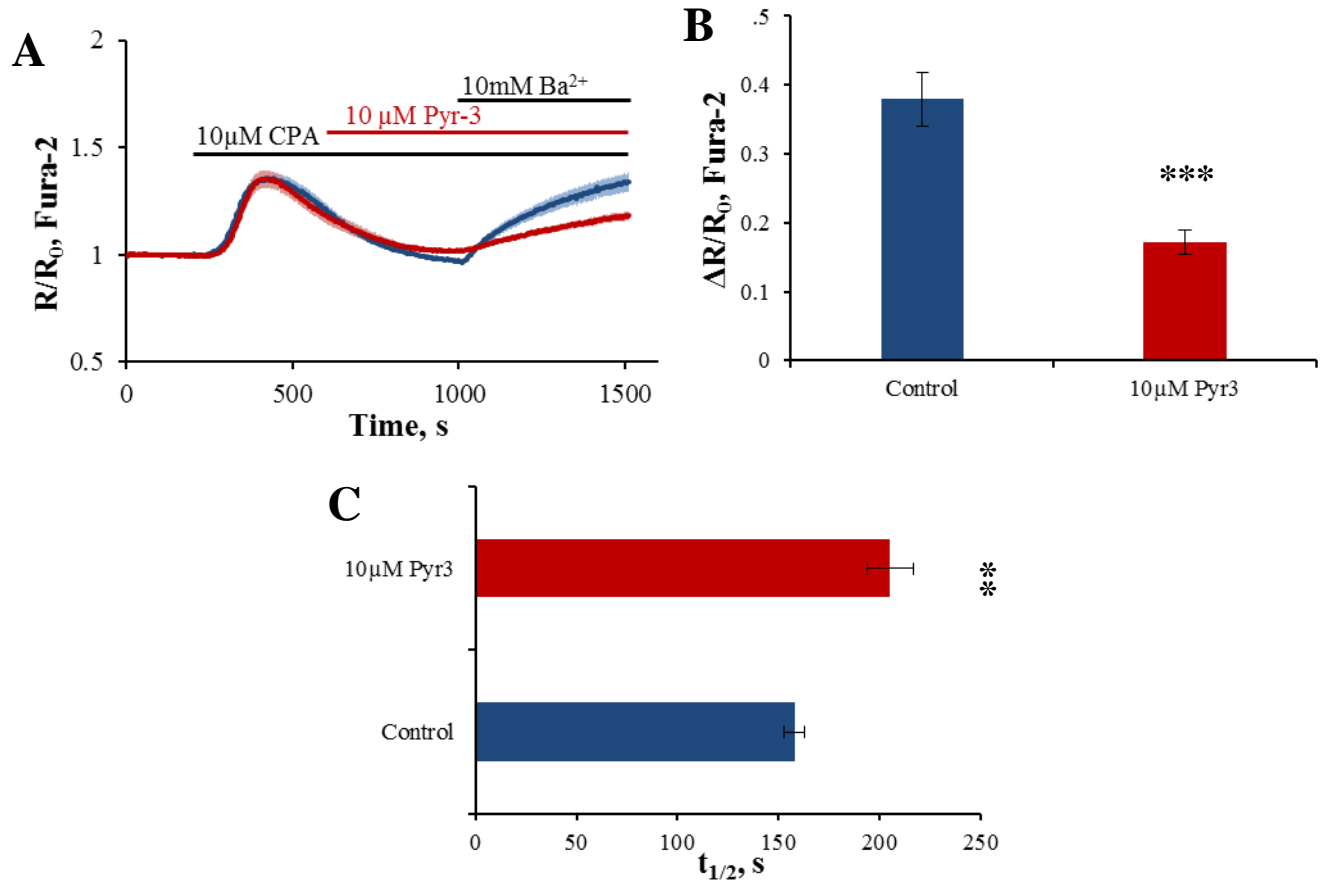 A
R/R₀, Fura-2
2
1.5
1
0.5
10mM Ba²⁺
10 µM Pyr-3
10µM CPA
0
500
1000
1500
Time, s
B
ΔR/R₀, Fura-2
.5
0.4
0.3
0.2
0.1
0
***
Control
10µM Pyr3
C
10µM Pyr3
Control
**
0
50
100
150
200
250
t₁/₂, s